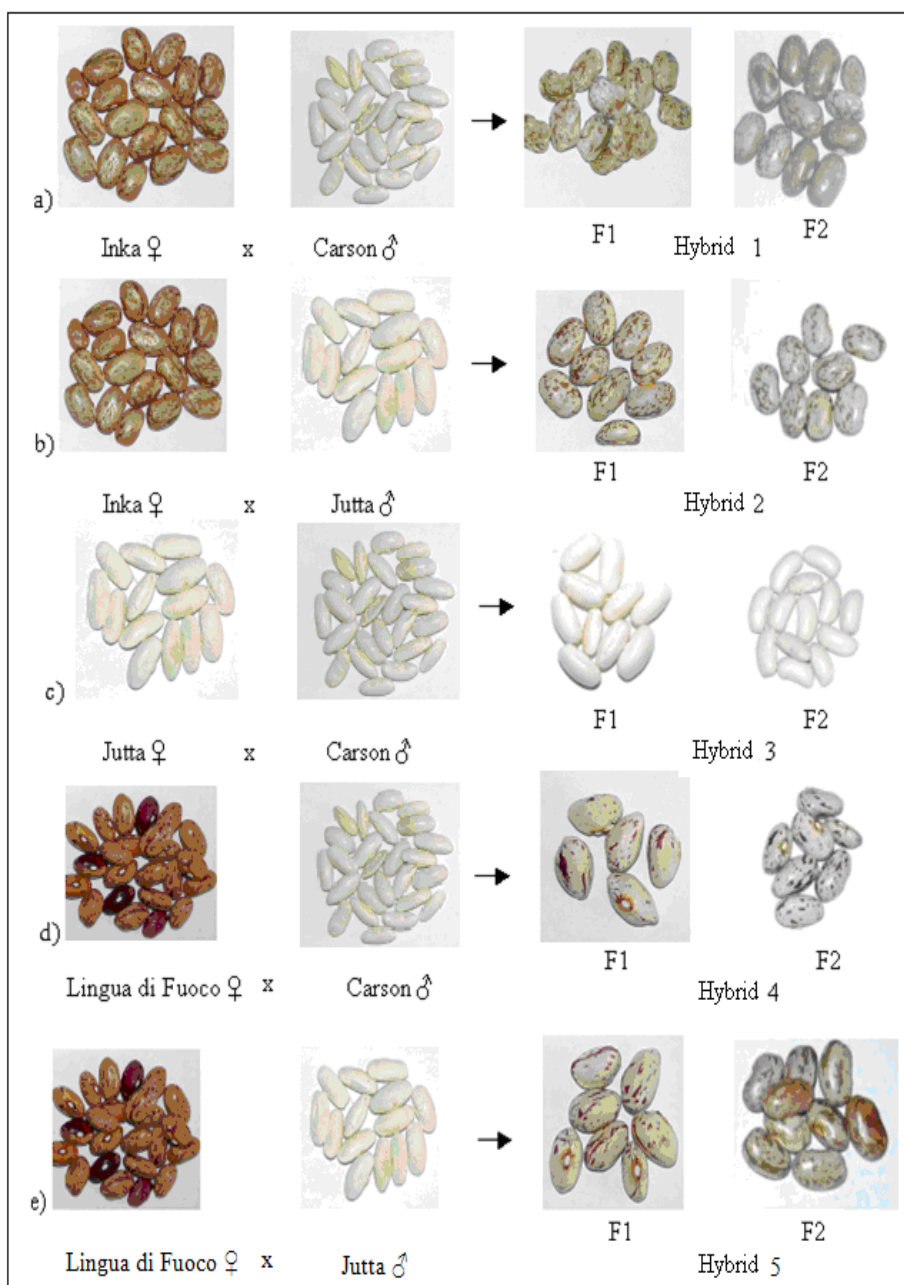 a)
F1 F2
Inka ♀ x Carson ♂ Hybrid 1
b)
F1 F2
Inka ♀ x Jutta ♂ Hybrid 2
c)
F1 F2
Jutta ♀ x Carson ♂ Hybrid 3
d)
F1 F2
Lingua di Fuoco ♀ x Carson ♂ Hybrid 4
e)
F1 F2
Lingua di Fuoco ♀ x Jutta ♂ Hybrid 5